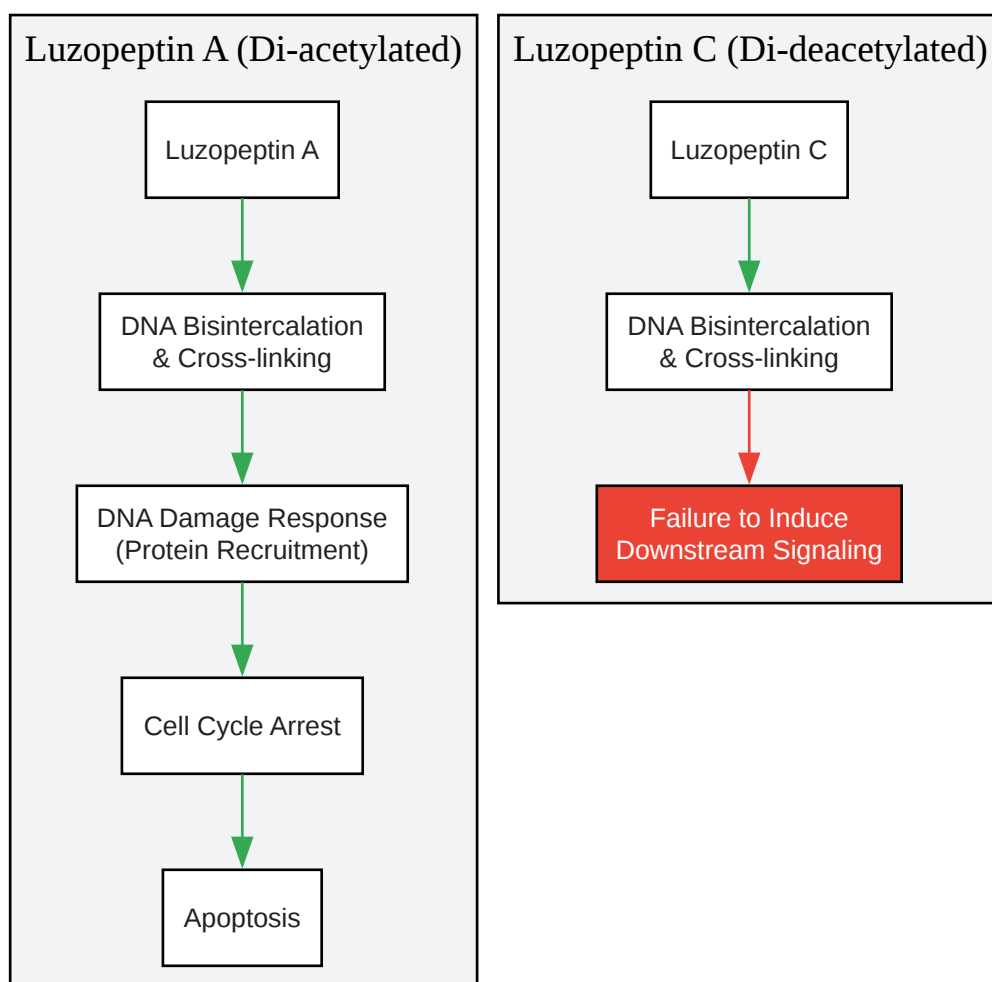 Luzopeptin A (Di-acetylated)
Luzopeptin A
DNA Bisintercalation
& Cross-linking
DNA Damage Response
(Protein Recruitment)
Cell Cycle Arrest
Apoptosis
Luzopeptin C (Di-deacetylated)
Luzopeptin C
DNA Bisintercalation
& Cross-linking
Failure to Induce
Downstream Signaling